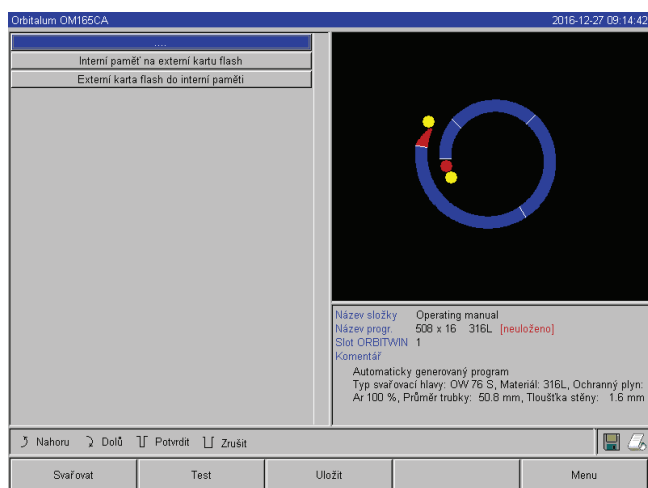 Orbitalum OM165CA 2016-12-27 09:14:42
....
Interní paměť na externí kartu flash
Externí karta flash do interní paměti
Název složky Operating manual
Název progr. 508 x 16 316L [neuloženo]
Slot ORBITWIN 1
Komentář
Automaticky generovaný program
Typ svařovací hlavy: OW 76 S, Materiál: 316L, Ochranný plyn:
Ar 100 %, Průměr trubky: 50.8 mm, Tloušťka stěny: 1.6 mm
Nahoru Dolů Potvrdit Zrušit
Svařovat Test Uložit Menu